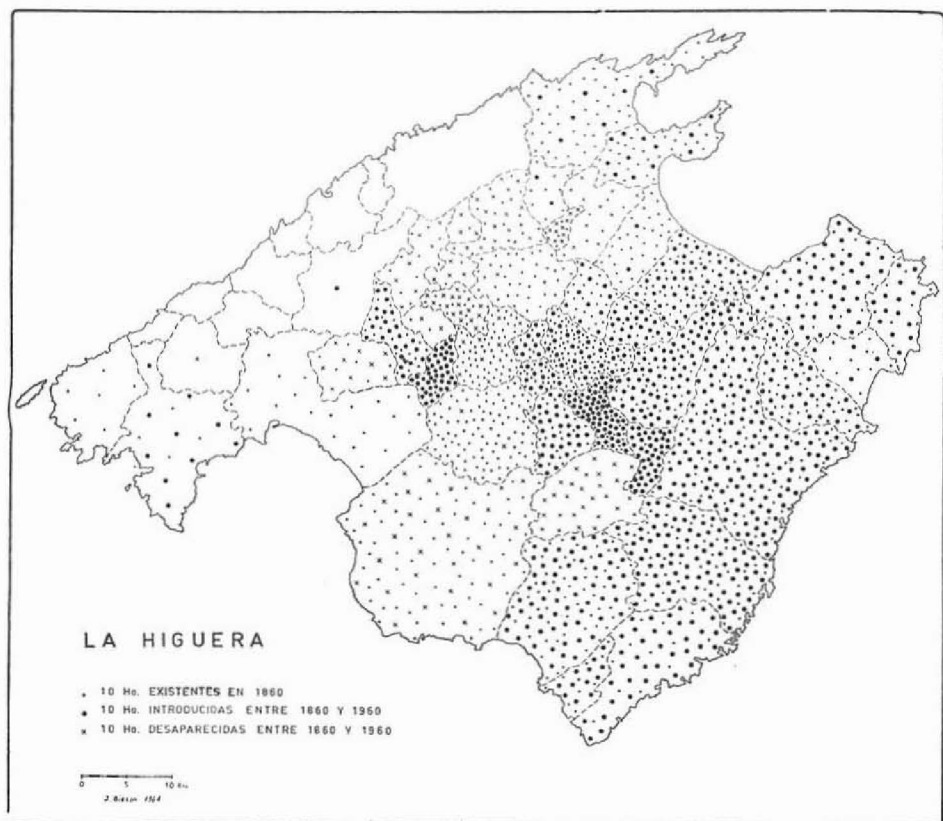 LA HIGUERA
10 Ha. EXISTENTES EN 1860
10 Ha. INTRODUCIDAS ENTRE 1860 Y 1960
10 Ha. DESAPARECIDAS ENTRE 1860 Y 1960
0 5 10 Km.
1964